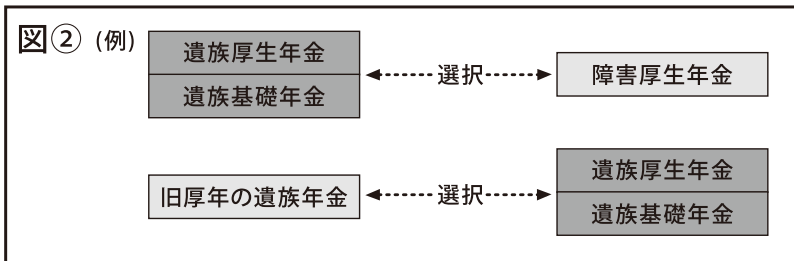 図② (例)
遺族厚生年金
遺族基礎年金
選択
障害厚生年金
旧厚年の遺族年金
選択
遺族厚生年金
遺族基礎年金